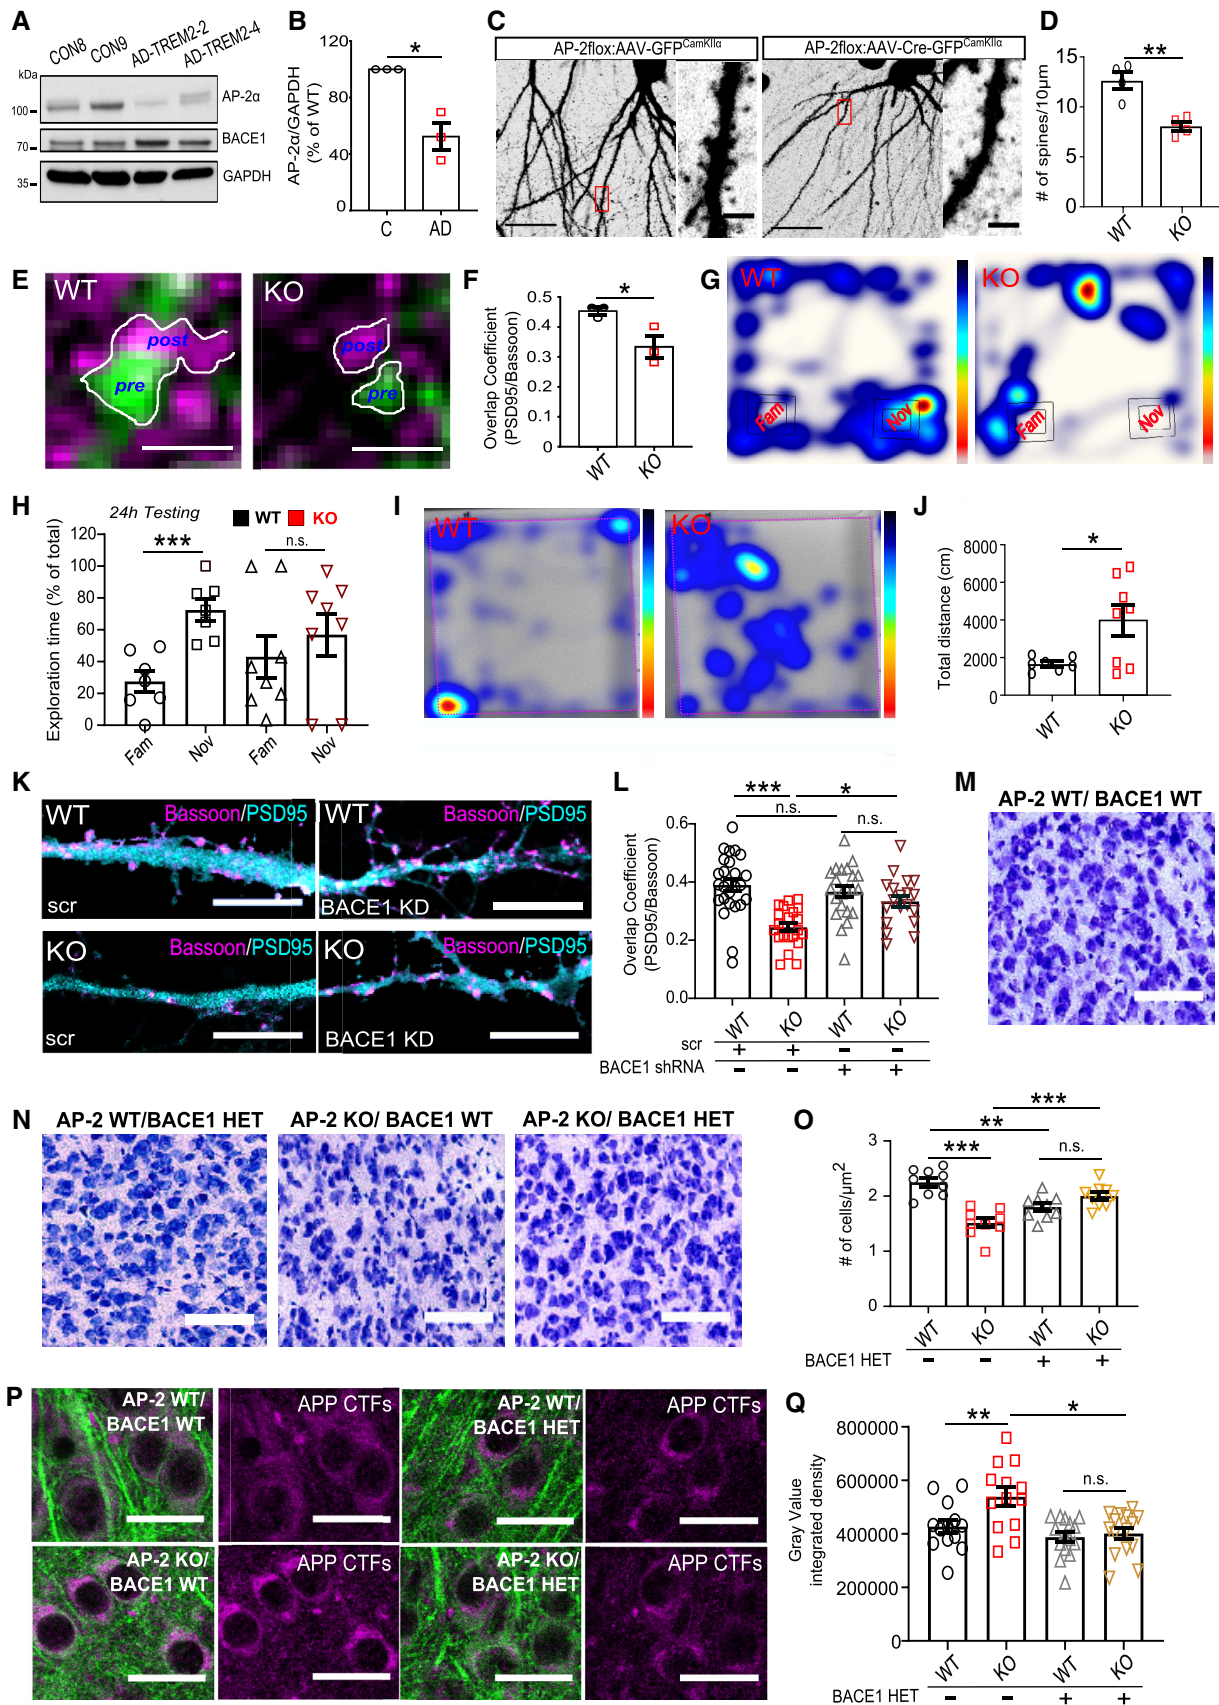 A
CON8
CON9
AD-TREM2-2
AD-TREM2-4
kDa
100
70
35
AP-2α
BACE1
GAPDH
B
AP-2α/GAPDH
(% of WT)
120
80
40
0
*
C
AD
C
AP-2flox:AAV-GFP^CamKIIα
AP-2flox:AAV-Cre-GFP^CamKIIα
D
# of spines/10µm
15
10
5
0
**
WT
KO
E
WT
post
pre
KO
post
pre
F
Overlap Coefficient
(PSD95/Bassoon)
0.5
0.4
0.3
0.2
0.1
0
*
WT
KO
G
WT
Fam
Nov
KO
Fam
Nov
H
24h Testing
WT
KO
Exploration time (% of total)
120
100
80
60
40
20
0
***
n.s.
Fam
Nov
Fam
Nov
I
WT
KO
J
Total distance (cm)
8000
6000
4000
2000
0
*
WT
KO
K
WT
Bassoon/PSD95
scr
WT
Bassoon/PSD95
BACE1 KD
KO
Bassoon/PSD95
scr
KO
Bassoon/PSD95
BACE1 KD
L
Overlap Coefficient
(PSD95/Bassoon)
0.6
0.4
0.2
0.0
***
*
n.s.
n.s.
WT
KO
WT
KO
scr + + − −
BACE1 shRNA − − + +
M
AP-2 WT/ BACE1 WT
N
AP-2 WT/BACE1 HET
AP-2 KO/ BACE1 WT
AP-2 KO/ BACE1 HET
O
# of cells/µm²
3
2
1
0
***
**
***
n.s.
WT
KO
WT
KO
BACE1 HET − − + +
P
AP-2 WT/
BACE1 WT
APP CTFs
AP-2 WT/
BACE1 HET
APP CTFs
AP-2 KO/
BACE1 WT
APP CTFs
AP-2 KO/
BACE1 HET
APP CTFs
Q
Gray Value
integrated density
800000
600000
400000
200000
0
**
*
n.s.
WT
KO
WT
KO
BACE1 HET − − + +